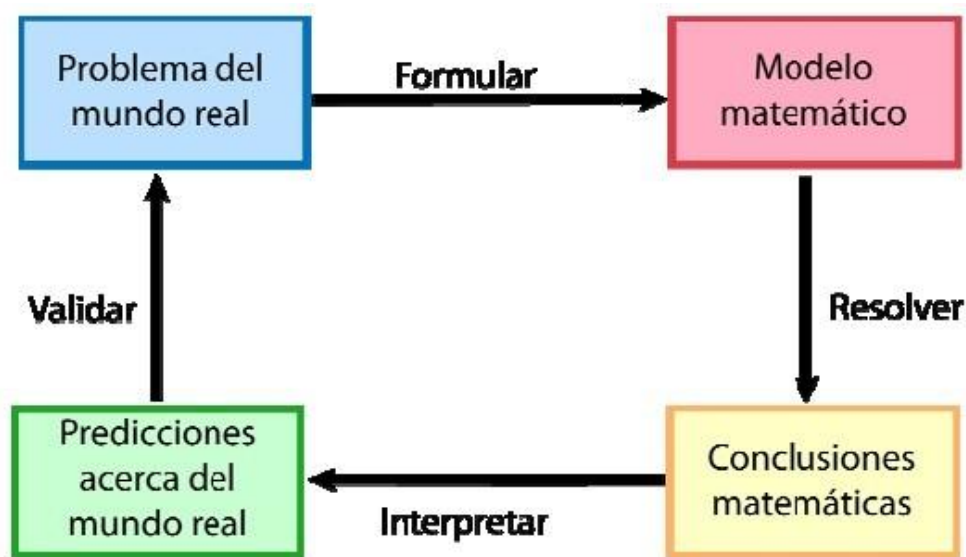 Problema del
mundo real
Formular
Modelo
matemático
Validar
Resolver
Predicciones
acerca del
mundo real
Interpretar
Conclusiones
matemáticas